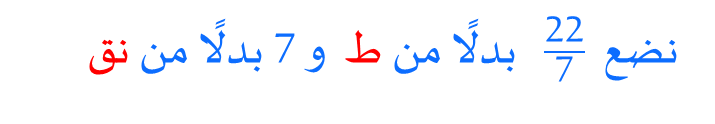 نضع 22/7 بدلًا من ط و 7 بدلًا من نق